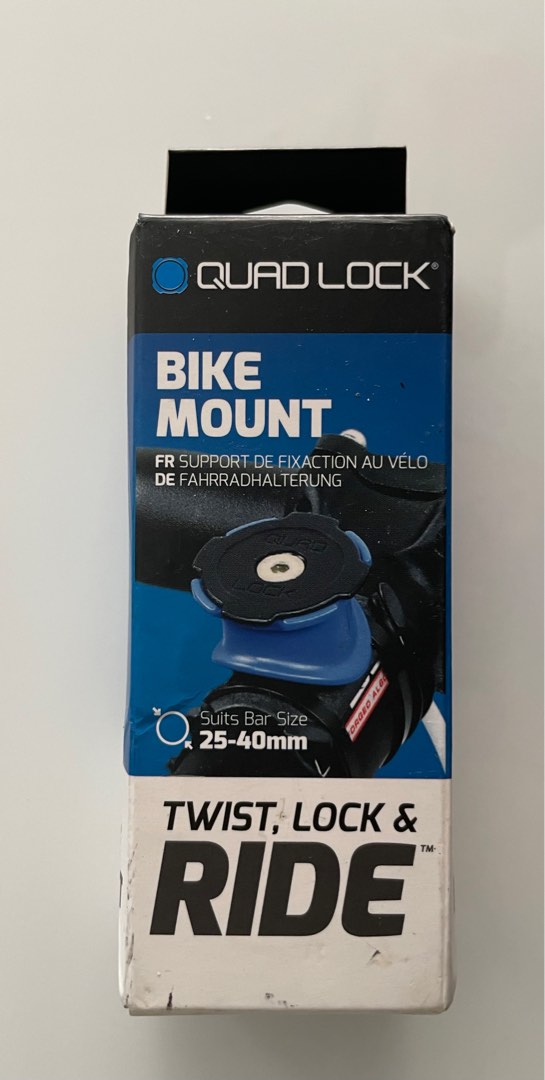 QUAD LOCK®
BIKE
MOUNT
FR SUPPORT DE FIXACTION AU VÉLO
DE FAHRRADHALTERUNG
QUAD
LOCK
Suits Bar Size
25-40mm
TWIST, LOCK &
RIDE™